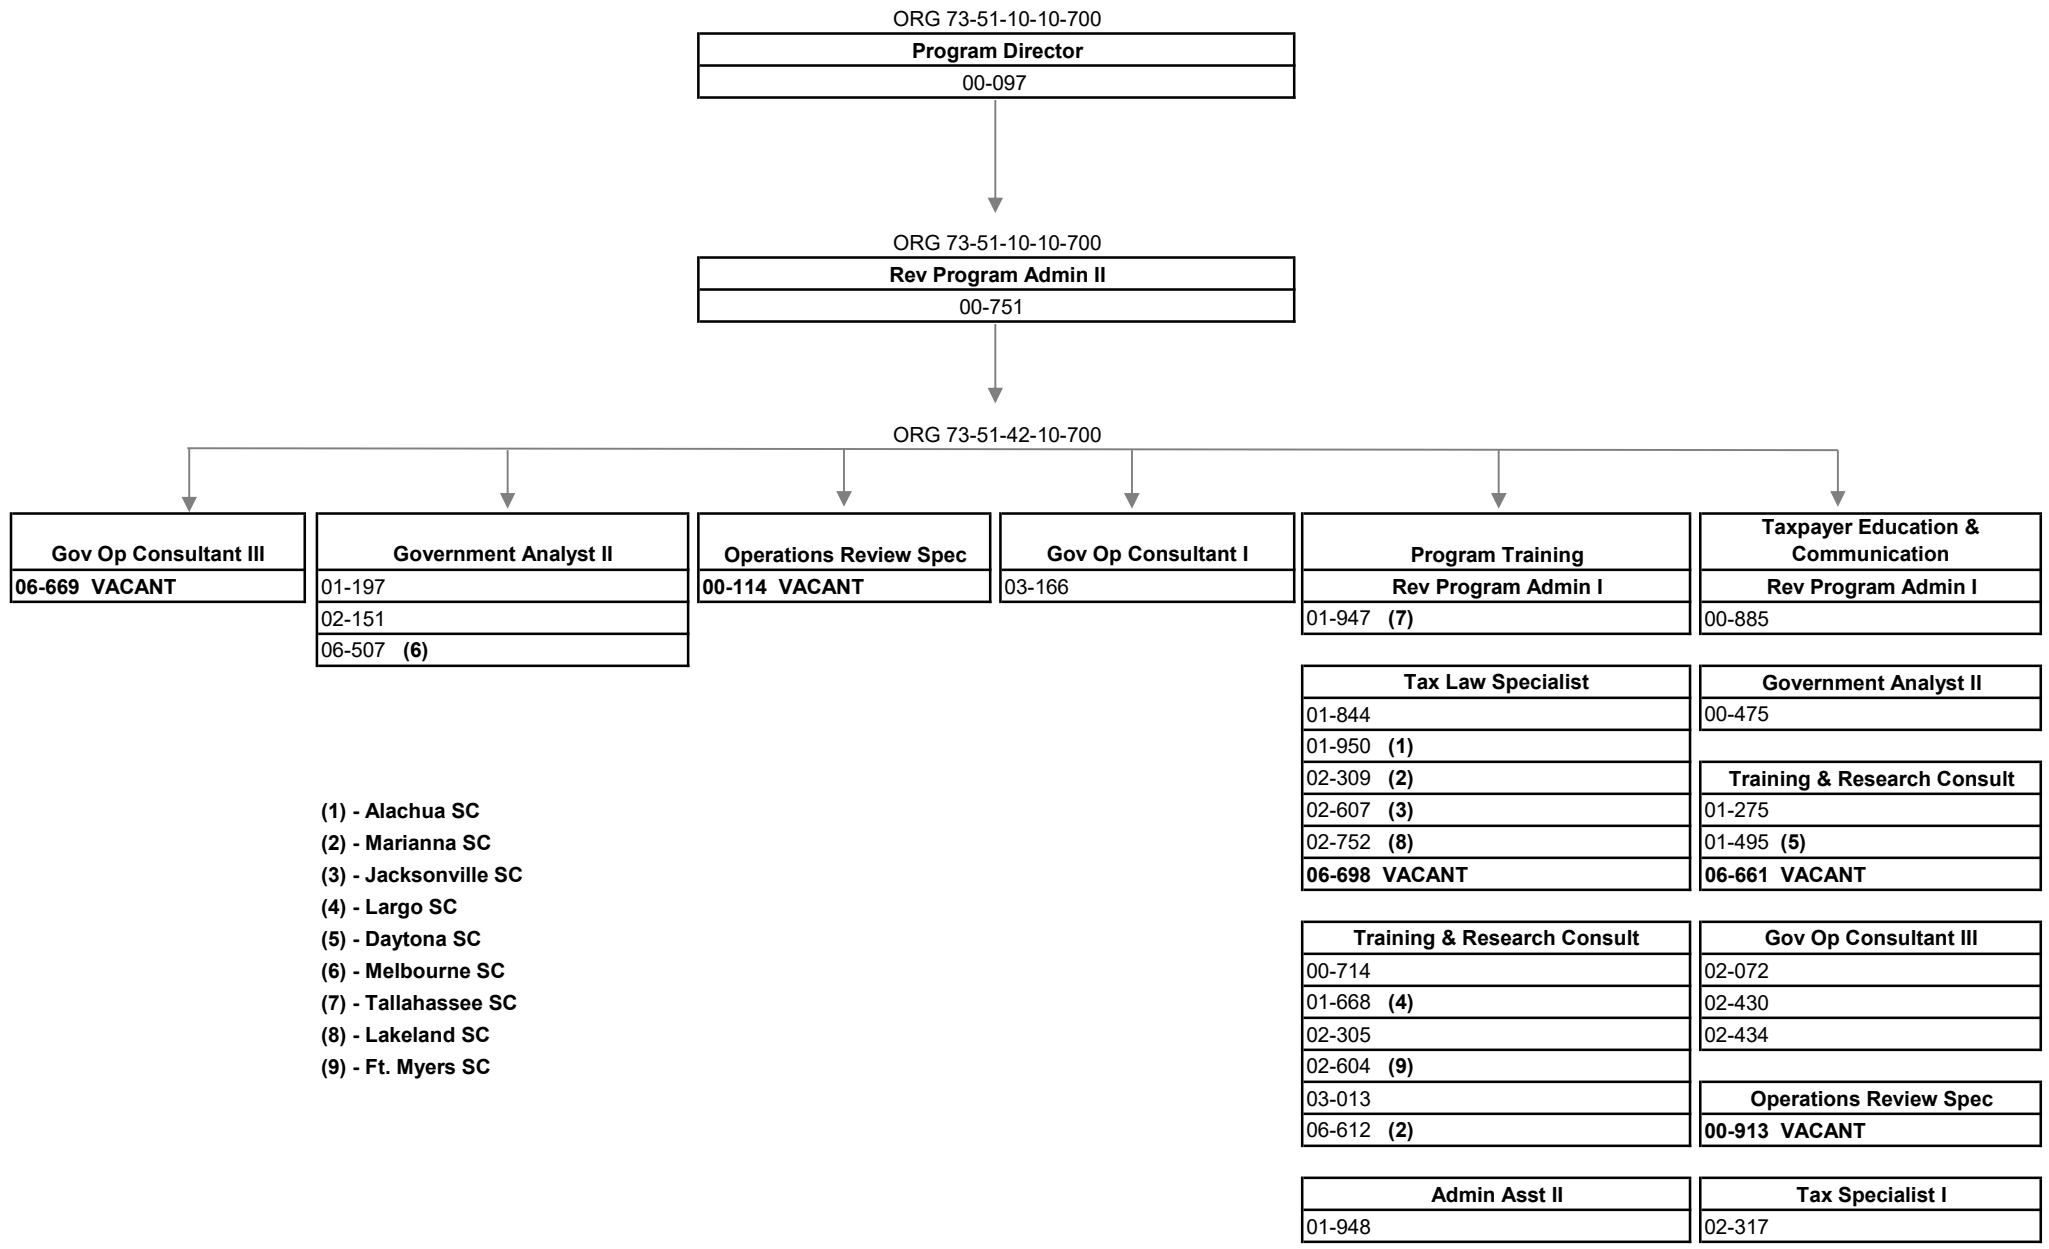 ORG 73-51-10-10-700
Program Director
00-097
ORG 73-51-10-10-700
Rev Program Admin II
00-751
ORG 73-51-42-10-700
Gov Op Consultant III
06-669 VACANT
Government Analyst II
01-197
02-151
06-507 (6)
Operations Review Spec
00-114 VACANT
Gov Op Consultant I
03-166
Program Training
Rev Program Admin I
01-947 (7)
Tax Law Specialist
01-844
01-950 (1)
02-309 (2)
02-607 (3)
02-752 (8)
06-698 VACANT
Training & Research Consult
00-714
01-668 (4)
02-305
02-604 (9)
03-013
06-612 (2)
Admin Asst II
01-948
Taxpayer Education &
Communication
Rev Program Admin I
00-885
Government Analyst II
00-475
Training & Research Consult
01-275
01-495 (5)
06-661 VACANT
Gov Op Consultant III
02-072
02-430
02-434
Operations Review Spec
00-913 VACANT
Tax Specialist I
02-317
(1) - Alachua SC
(2) - Marianna SC
(3) - Jacksonville SC
(4) - Largo SC
(5) - Daytona SC
(6) - Melbourne SC
(7) - Tallahassee SC
(8) - Lakeland SC
(9) - Ft. Myers SC